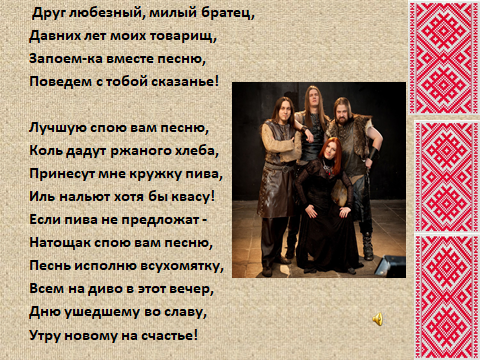 Друг любезный, милый братец,
Давних лет моих товарищ,
Запоем-ка вместе песню,
Поведем с тобой сказанье!

Лучшую спою вам песню,
Коль дадут ржаного хлеба,
Принесут мне кружку пива,
Иль нальют хотя бы квасу!
Если пива не предложат -
Натощак спою вам песню,
Песнь исполню всухомятку,
Всем на диво в этот вечер,
Дню ушедшему во славу,
Утру новому на счастье!